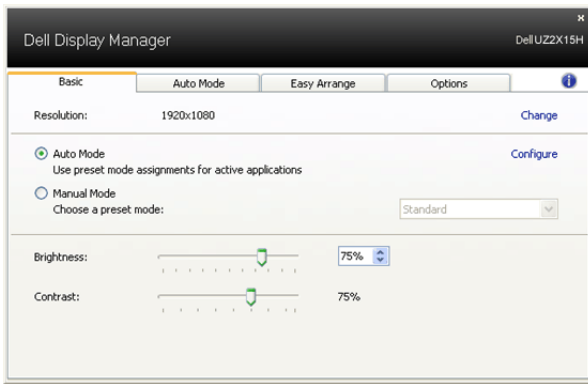 Dell Display Manager
Dell UZ2X15H
Basic
Auto Mode
Easy Arrange
Options
Resolution: 1920x1080 Change
Auto Mode Configure
Use preset mode assignments for active applications
Manual Mode
Choose a preset mode: Standard
Brightness: 75%
Contrast: 75%